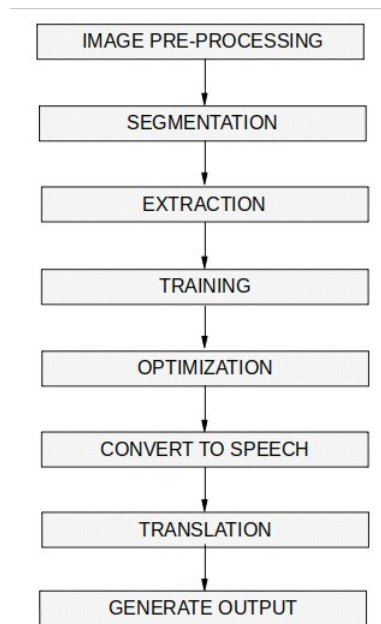 IMAGE PRE-PROCESSING
SEGMENTATION
EXTRACTION
TRAINING
OPTIMIZATION
CONVERT TO SPEECH
TRANSLATION
GENERATE OUTPUT